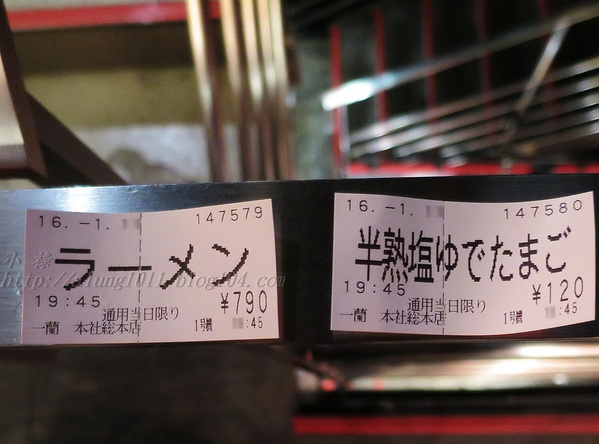 16.-1.
147579
ラーメン
19:45
¥790
通用当日限り
一蘭 本社総本店
1号機
:45
16.-1.
147580
半熟塩ゆでたまご
19:45
¥120
通用当日限り
一蘭 本社総本店
1号機
:45